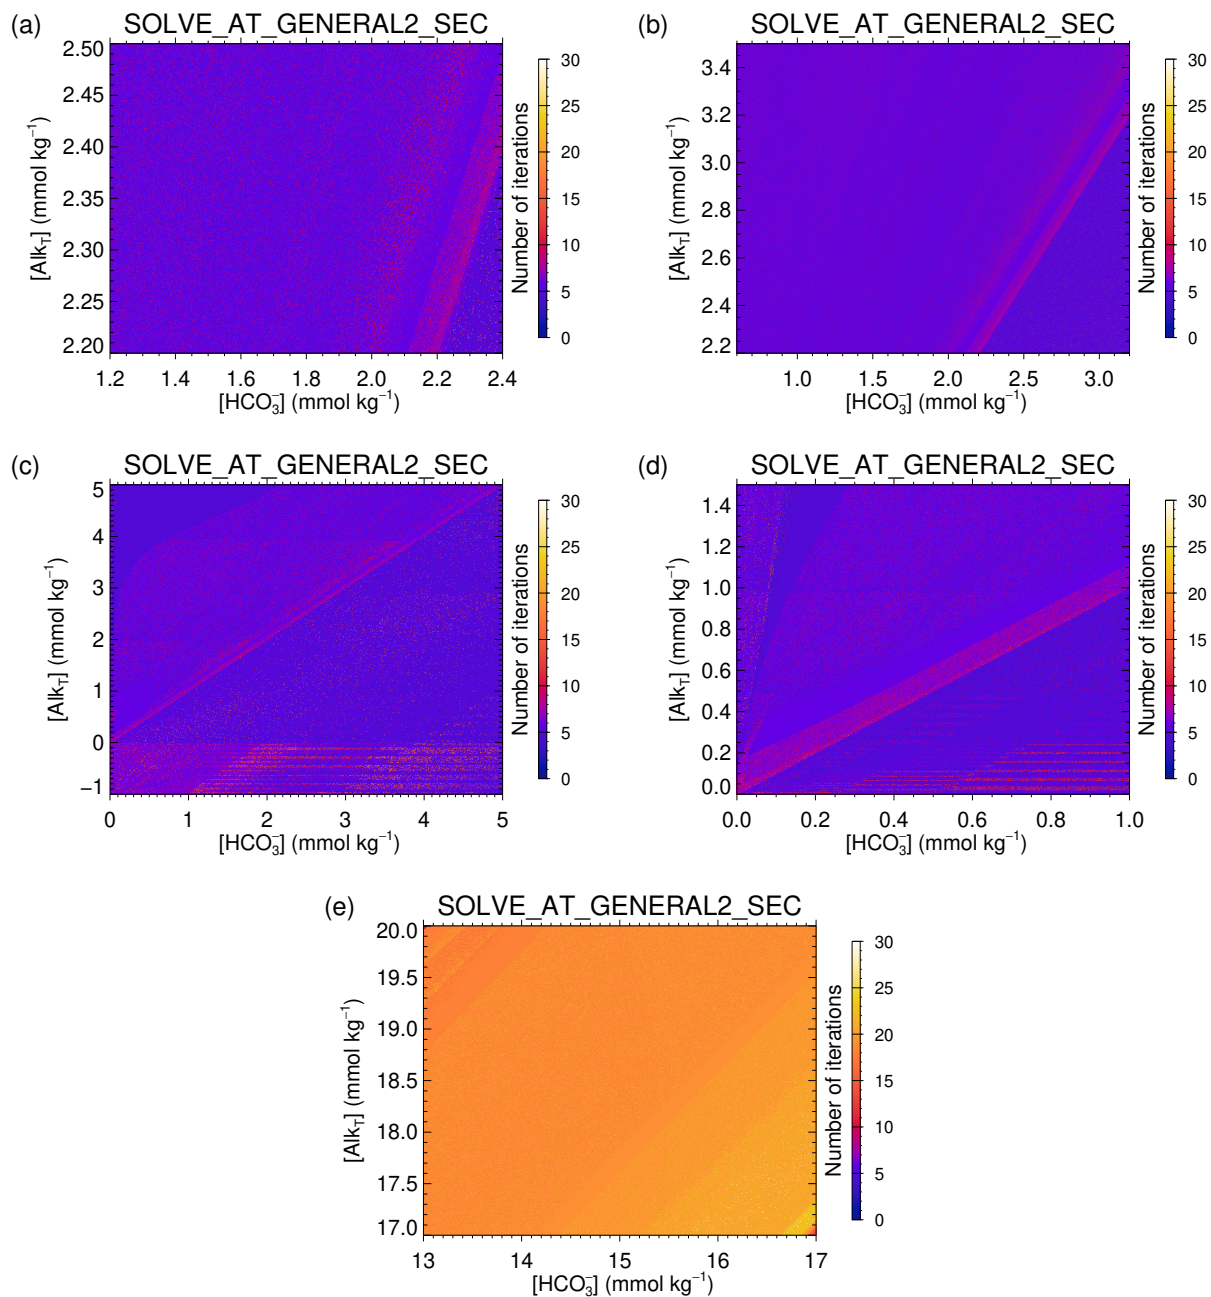 (a)
SOLVE_AT_GENERAL2_SEC
2.50
2.45
2.40
2.35
2.30
2.25
2.20
[Alk_T] (mmol kg⁻¹)
1.2 1.4 1.6 1.8 2.0 2.2 2.4
[HCO₃⁻] (mmol kg⁻¹)
Number of iterations
30
25
20
15
10
5
0
(b)
SOLVE_AT_GENERAL2_SEC
3.4
3.2
3.0
2.8
2.6
2.4
2.2
[Alk_T] (mmol kg⁻¹)
1.0 1.5 2.0 2.5 3.0
[HCO₃⁻] (mmol kg⁻¹)
Number of iterations
30
25
20
15
10
5
0
(c)
SOLVE_AT_GENERAL2_SEC
5
4
3
2
1
0
−1
[Alk_T] (mmol kg⁻¹)
0 1 2 3 4 5
[HCO₃⁻] (mmol kg⁻¹)
Number of iterations
30
25
20
15
10
5
0
(d)
SOLVE_AT_GENERAL2_SEC
1.4
1.2
1.0
0.8
0.6
0.4
0.2
0.0
[Alk_T] (mmol kg⁻¹)
0.0 0.2 0.4 0.6 0.8 1.0
[HCO₃⁻] (mmol kg⁻¹)
Number of iterations
30
25
20
15
10
5
0
(e)
SOLVE_AT_GENERAL2_SEC
20.0
19.5
19.0
18.5
18.0
17.5
17.0
[Alk_T] (mmol kg⁻¹)
13 14 15 16 17
[HCO₃⁻] (mmol kg⁻¹)
Number of iterations
30
25
20
15
10
5
0